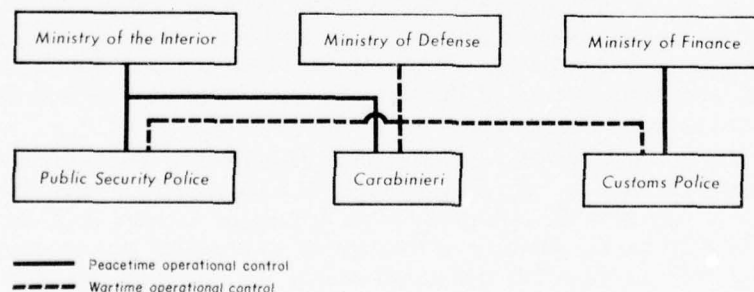 Ministry of the Interior
Ministry of Defense
Ministry of Finance
Public Security Police
Carabinieri
Customs Police
Peacetime operational control
Wartime operational control